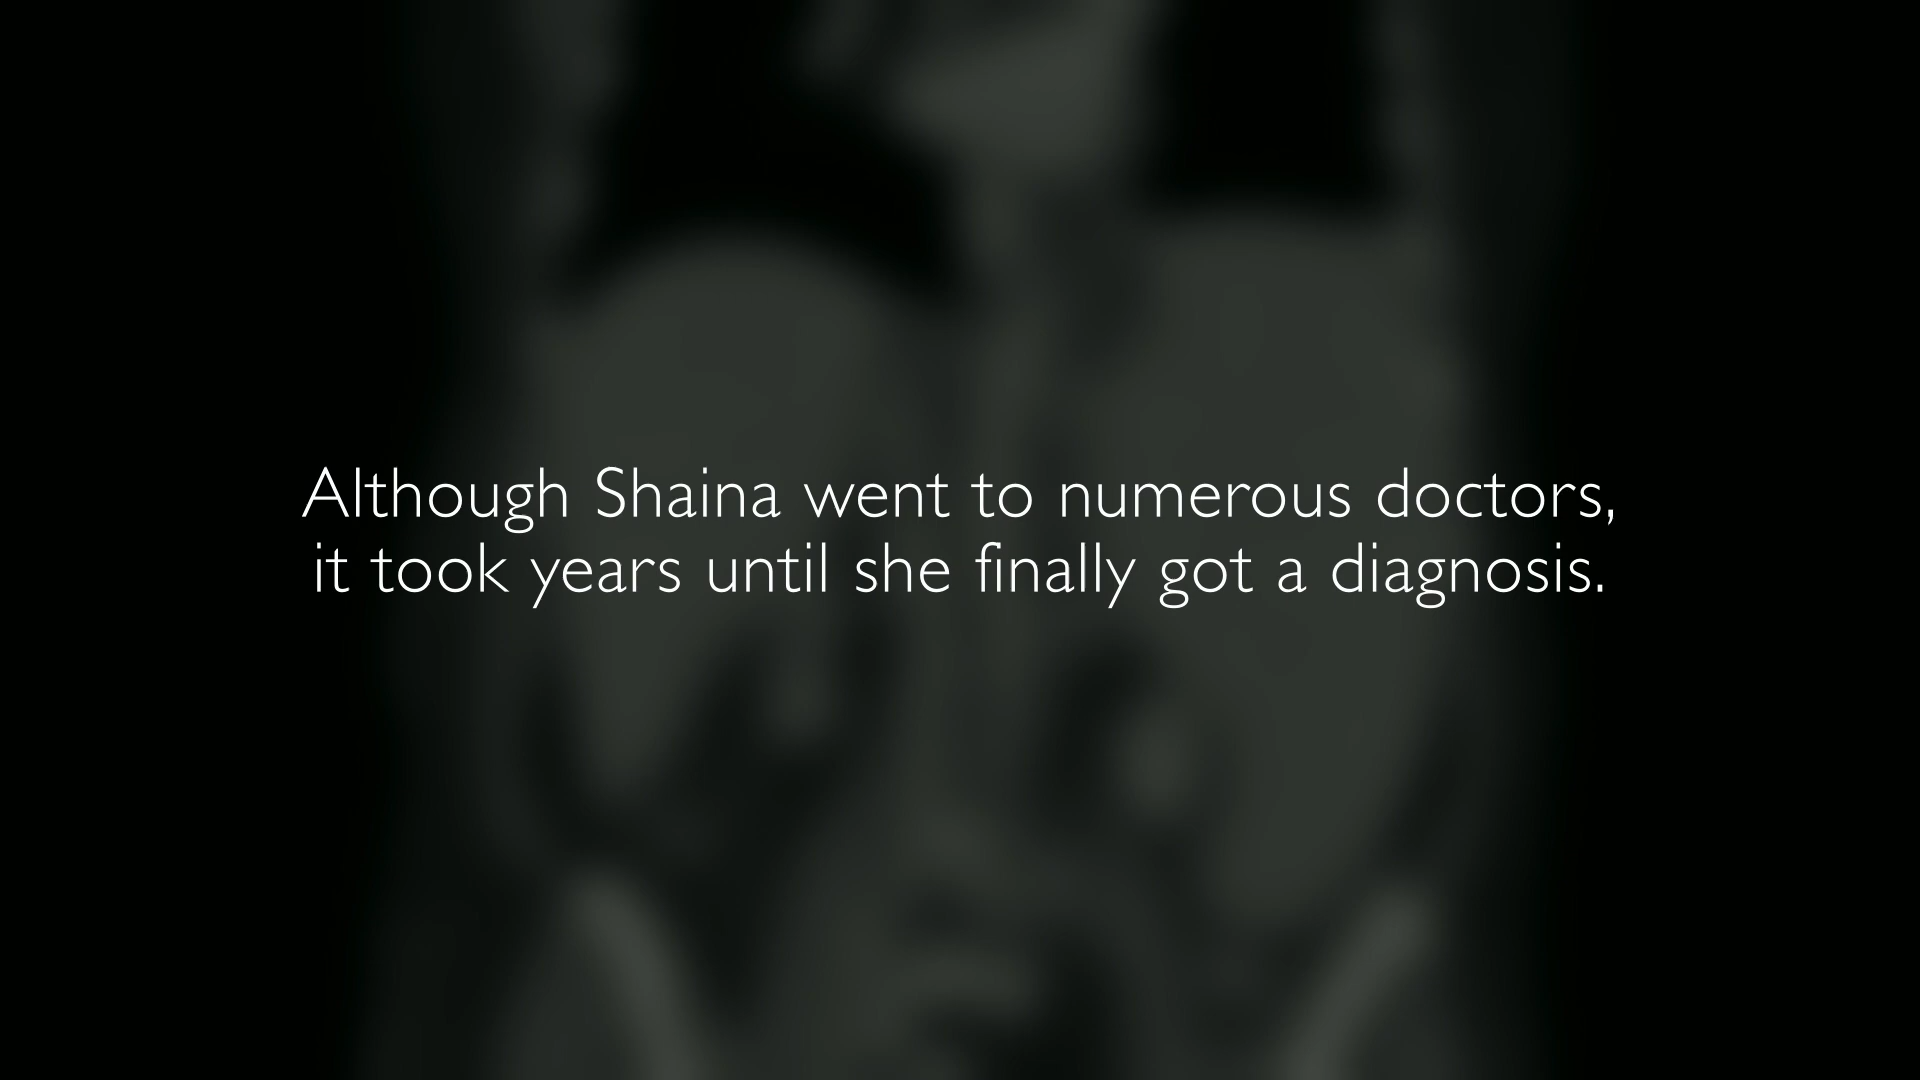 Although Shaina went to numerous doctors,
it took years until she finally got a diagnosis.